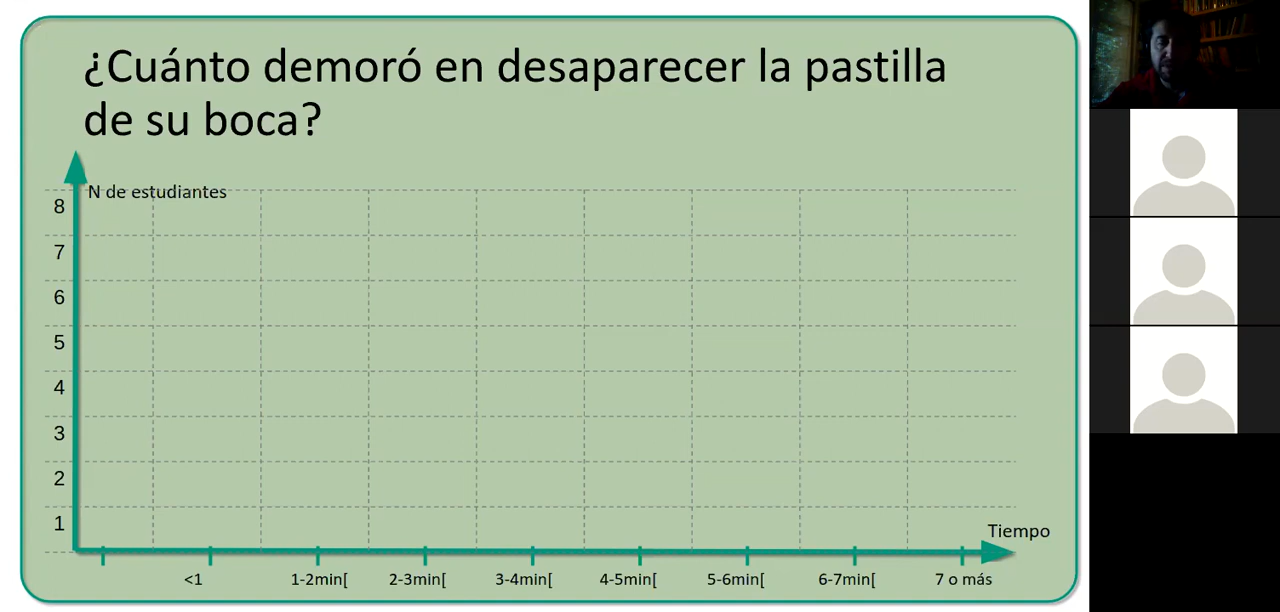 ¿Cuánto demoró en desaparecer la pastilla
de su boca?
N de estudiantes
8
7
6
5
4
3
2
1
Tiempo
<1
1-2min[
2-3min[
3-4min[
4-5min[
5-6min[
6-7min[
7 o más